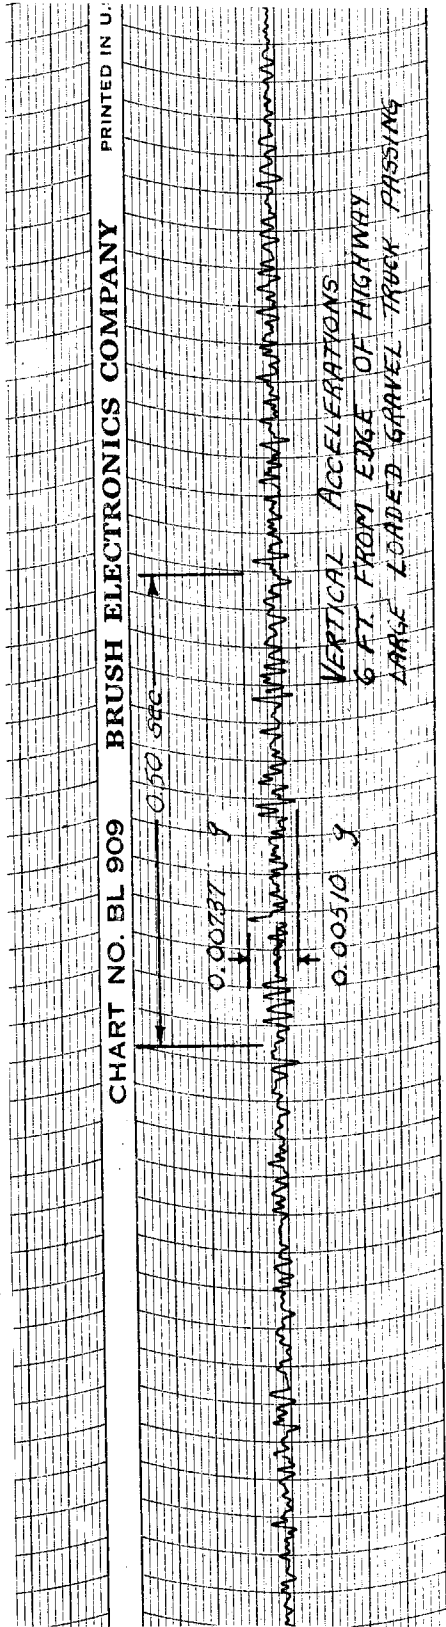 CHART NO. BL 909 BRUSH ELECTRONICS COMPANY PRINTED IN U.
0.50 SEC
0.00737 g
0.00510 g
VERTICAL ACCELERATIONS
6 FT. FROM EDGE OF HIGHWAY
LARGE LOADED GRAVEL TRUCK PASSING